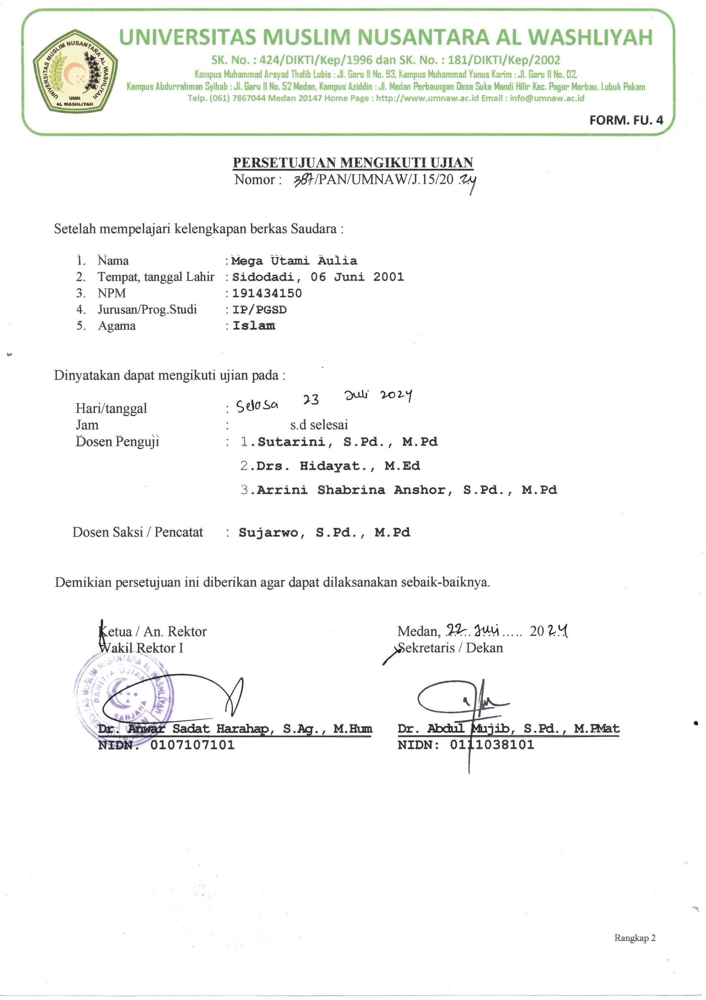 UNIVERSITAS MUSLIM NUSANTARA AL WASHLIYAH
UMN
AL WASHLIYAH
UNIVERSITAS MUSLIM NUSANTARA AL WASHLIYAH
SK. No. : 424/DIKTI/Kep/1996 dan SK. No. : 181/DIKTI/Kep/2002
Kampus Muhammad Arsyad Thalib Lubis : Jl. Garu II No. 93, Kampus Muhammad Yunus Karim : Jl. Garu II No. 02,
Kampus Abdurrahman Syihab : Jl. Garu II No. 52 Medan, Kampus Aziddin : Jl. Medan Perbaungan Desa Suka Mandi Hilir Kec. Pagar Merbau, Lubuk Pakam
Telp. (061) 7867044 Medan 20147 Home Page : http://www.umnaw.ac.id Email : info@umnaw.ac.id
FORM. FU. 4
PERSETUJUAN MENGIKUTI UJIAN
Nomor : 387/PAN/UMNAW/J.15/20 24
Setelah mempelajari kelengkapan berkas Saudara :
1. Nama : Mega Utami Aulia
2. Tempat, tanggal Lahir : Sidodadi, 06 Juni 2001
3. NPM : 191434150
4. Jurusan/Prog.Studi : IP/PGSD
5. Agama : Islam
Dinyatakan dapat mengikuti ujian pada :
Hari/tanggal : Selasa 23 Juli 2024
Jam : s.d selesai
Dosen Penguji : 1.Sutarini, S.Pd., M.Pd
2.Drs. Hidayat., M.Ed
3.Arrini Shabrina Anshor, S.Pd., M.Pd
Dosen Saksi / Pencatat : Sujarwo, S.Pd., M.Pd
Demikian persetujuan ini diberikan agar dapat dilaksanakan sebaik-baiknya.
Ketua / An. Rektor
Wakil Rektor I
Medan, 22 Juli ..... 2024
Sekretaris / Dekan
UNIVERSITAS MUSLIM NUSANTARA AL WASHLIYAH
PANITIA UJIAN
SARJANA
Dr. Anwar Sadat Harahap, S.Ag., M.Hum
NIDN. 0107107101
Dr. Abdul Mujib, S.Pd., M.PMat
NIDN: 0111038101
Rangkap 2